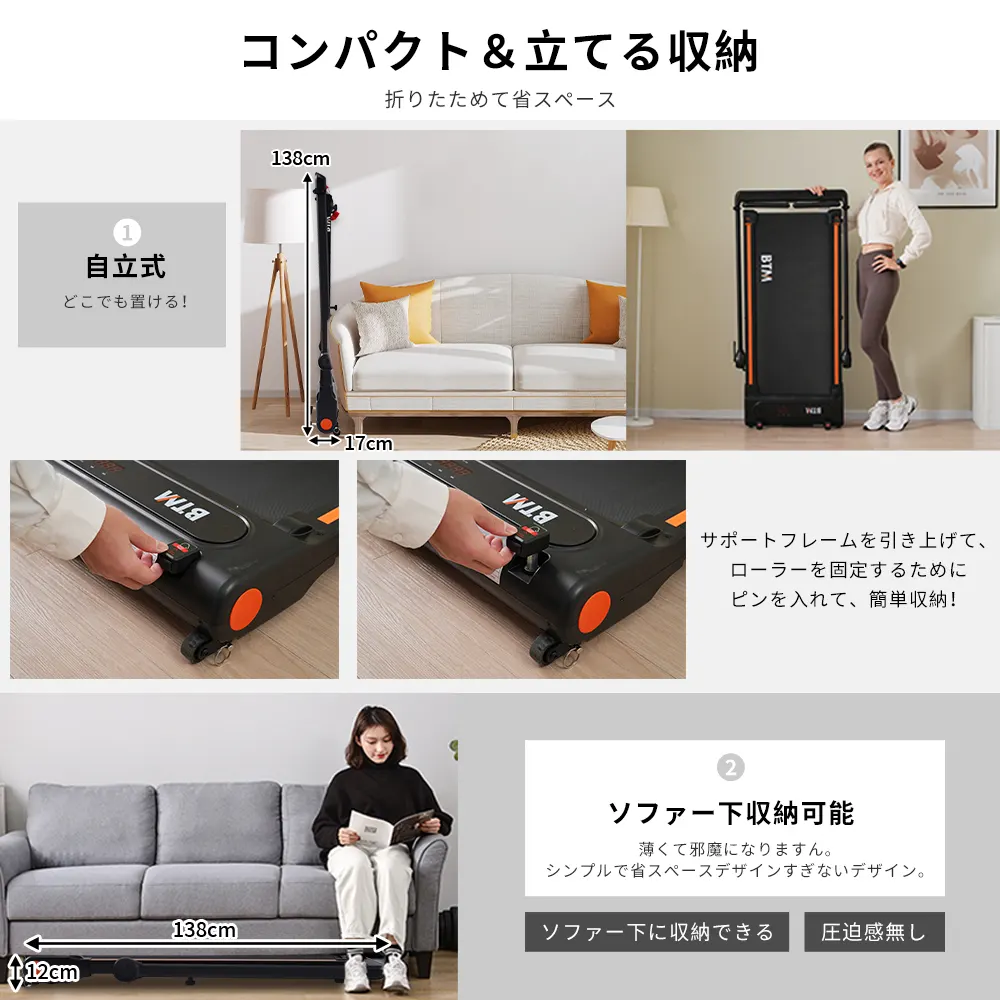 コンパクト＆立てる収納
折りたためて省スペース
1
自立式
どこでも置ける！
138cm
17cm
BTM
BTM
BTM
BTM
サポートフレームを引き上げて、
ローラーを固定するために
ピンを入れて、簡単収納！
138cm
12cm
2
ソファー下収納可能
薄くて邪魔になりますん。
シンプルで省スペースデザインすぎないデザイン。
ソファー下に収納できる
圧迫感無し